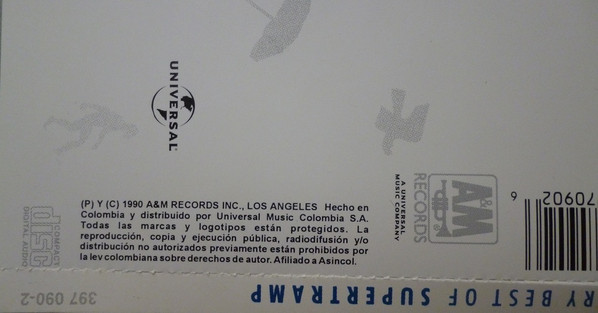 UNIVERSAL
(P) Y (C) 1990 A&M RECORDS INC., LOS ANGELES Hecho en
Colombia y distribuido por Universal Music Colombia S.A.
Todas las marcas y logotipos están protegidos. La
reproducción, copia y ejecución pública, radiodifusión y/o
distribución no autorizados previamente están prohibidos por
la ley colombiana sobre derechos de autor. Afiliado a Asincol.
COMPACT
disc
DIGITAL AUDIO
A&M
RECORDS
A UNIVERSAL
MUSIC COMPANY
70902 9
RY BEST OF SUPERTRAMP
397 090-2